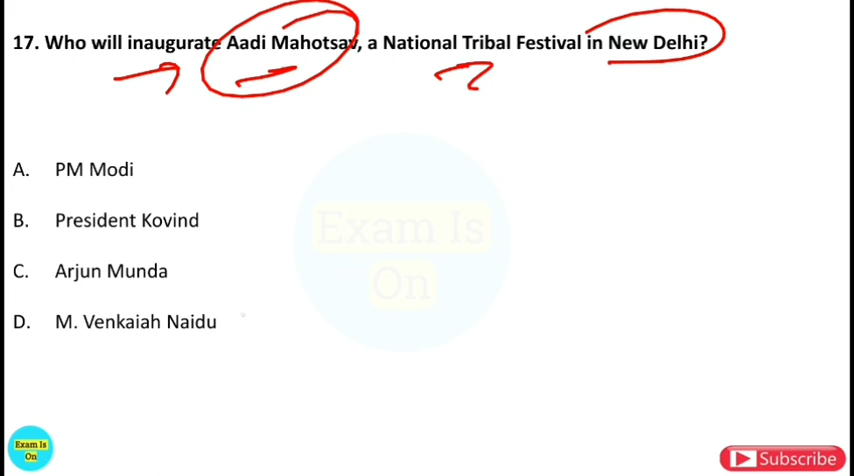 17. Who will inaugurate Aadi Mahotsav, a National Tribal Festival in New Delhi?
A. PM Modi
B. President Kovind
C. Arjun Munda
D. M. Venkaiah Naidu
Exam Is
On
Exam Is
On
Subscribe